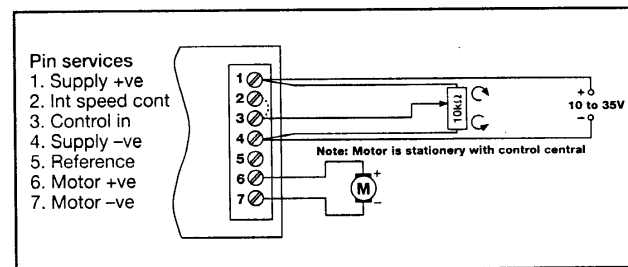 Pin services
1. Supply +ve
2. Int speed cont
3. Control in
4. Supply –ve
5. Reference
6. Motor +ve
7. Motor –ve
1
2
3
4
5
6
7
10kΩ
+
10 to 35V
–
Note: Motor is stationery with control central
M
+
–